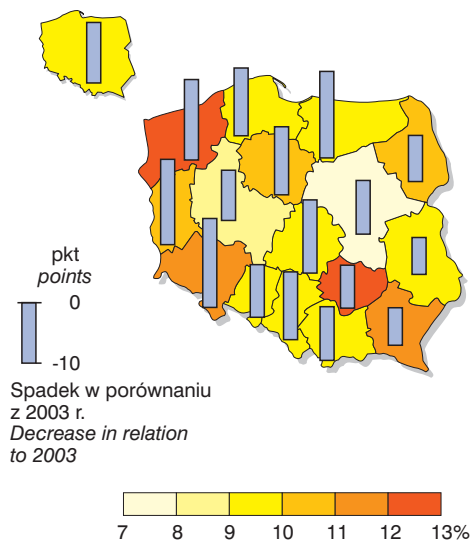 pkt
points
0
-10
Spadek w porównaniu
z 2003 r.
Decrease in relation
to 2003
7 8 9 10 11 12 13%